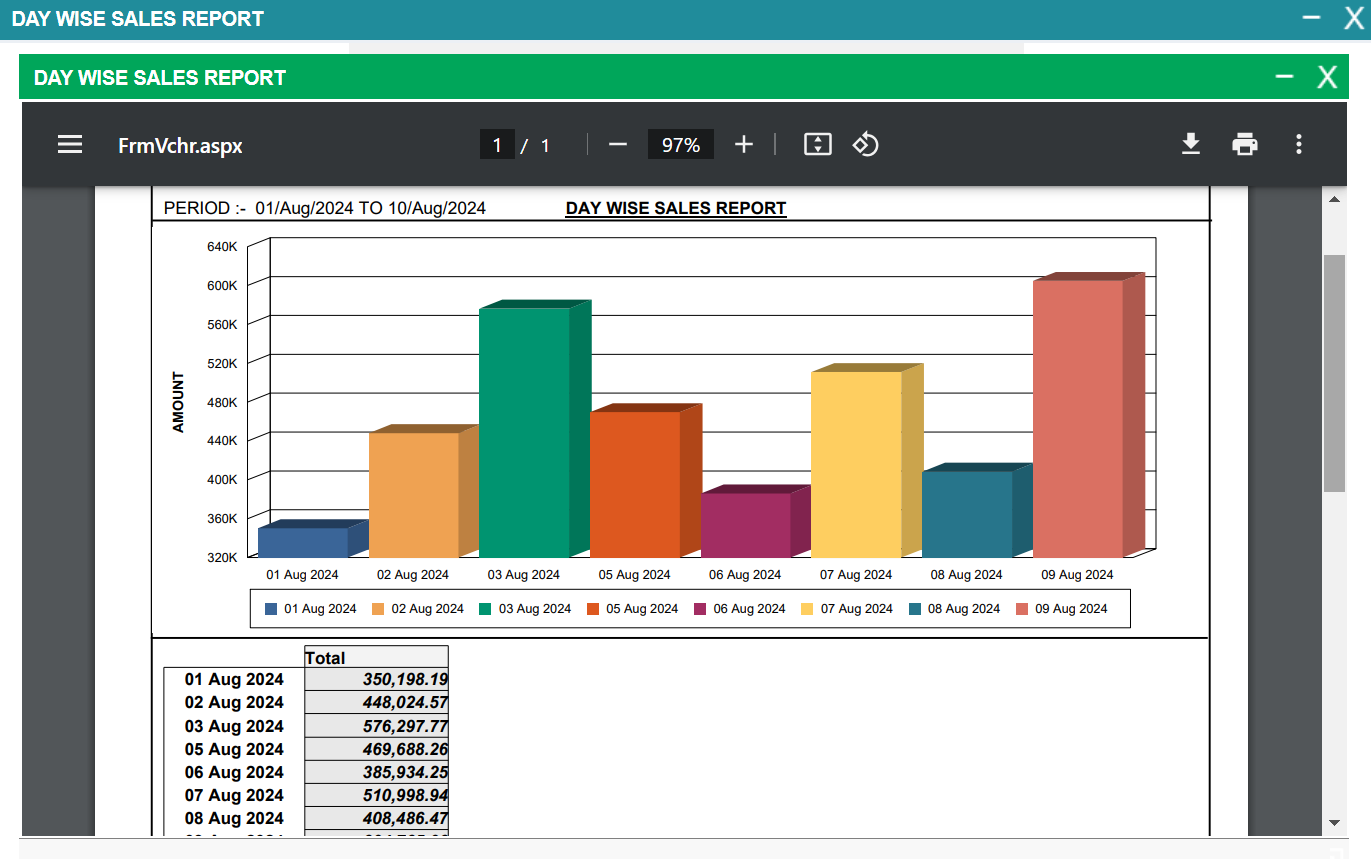 DAY WISE SALES REPORT
DAY WISE SALES REPORT
FrmVchr.aspx 1 / 1 97%
PERIOD :- 01/Aug/2024 TO 10/Aug/2024 DAY WISE SALES REPORT
640K
600K
560K
520K
480K
440K
400K
360K
320K
AMOUNT
01 Aug 2024 02 Aug 2024 03 Aug 2024 05 Aug 2024 06 Aug 2024 07 Aug 2024 08 Aug 2024 09 Aug 2024
01 Aug 2024 02 Aug 2024 03 Aug 2024 05 Aug 2024 06 Aug 2024 07 Aug 2024 08 Aug 2024 09 Aug 2024
Total
01 Aug 2024 350,198.19
02 Aug 2024 448,024.57
03 Aug 2024 576,297.77
05 Aug 2024 469,688.26
06 Aug 2024 385,934.25
07 Aug 2024 510,998.94
08 Aug 2024 408,486.47